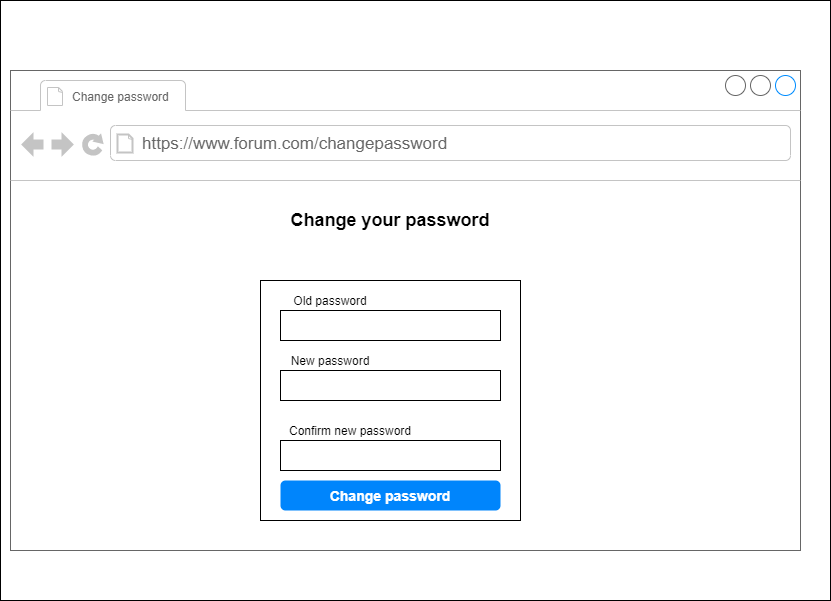 Change password
https://www.forum.com/changepassword
Change your password
Old password
New password
Confirm new password
Change password